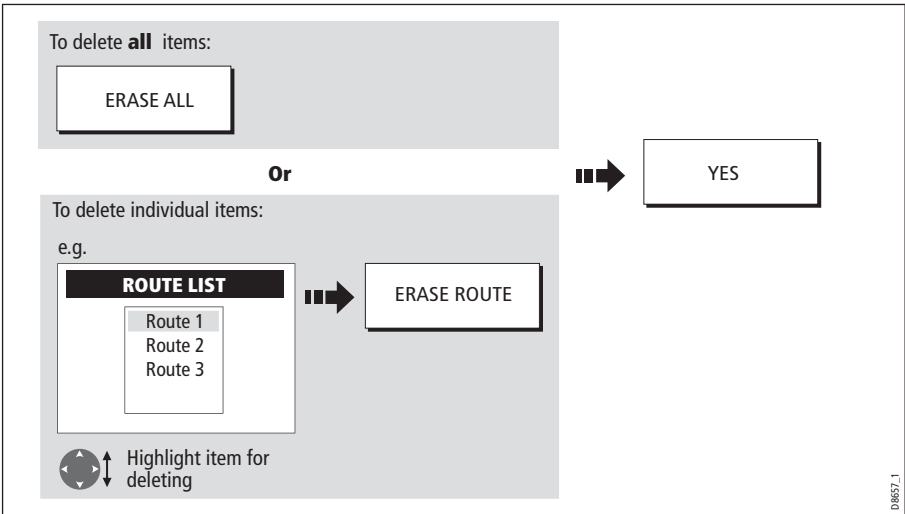 To delete all items:
ERASE ALL
Or
YES
To delete individual items:
e.g.
ROUTE LIST
Route 1
Route 2
Route 3
ERASE ROUTE
Highlight item for
deleting
D8657_1